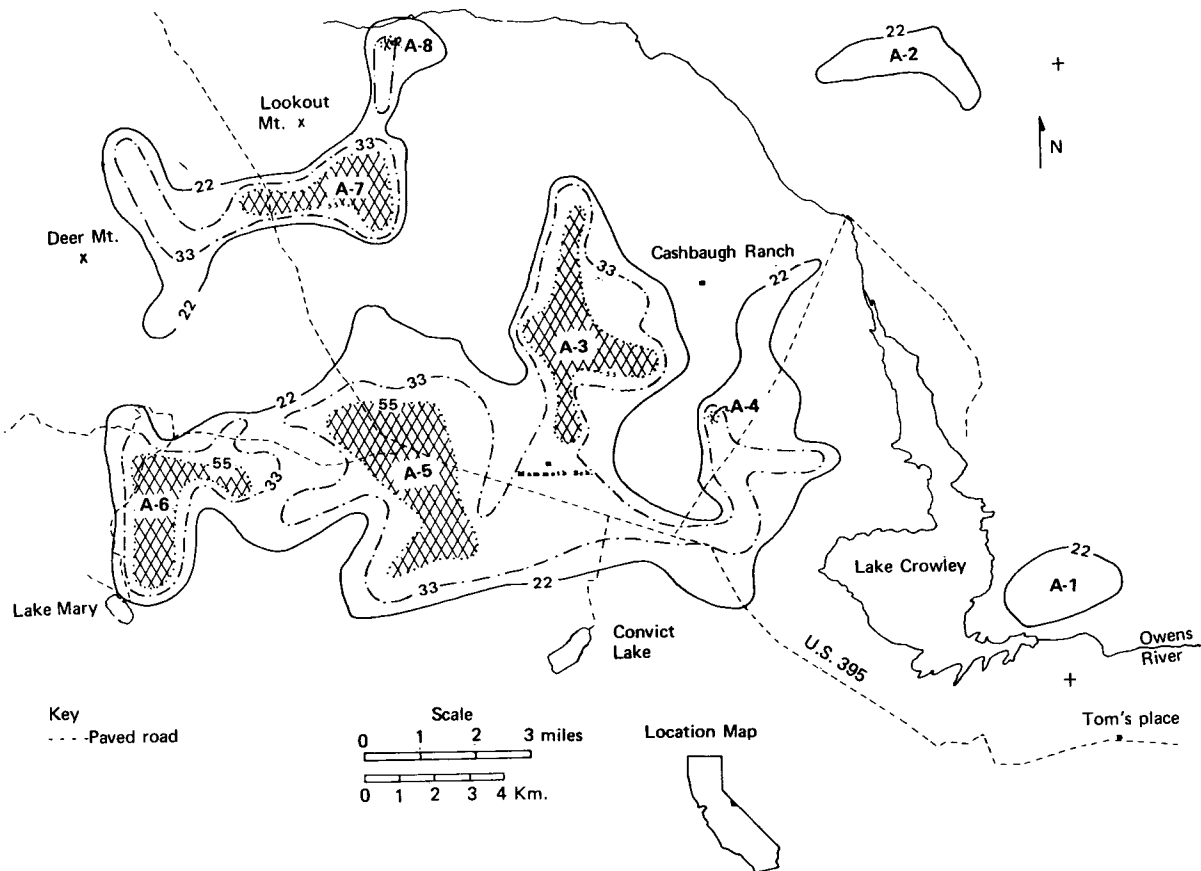 22
A-2
A-8
N
Lookout
Mt. x
33
22
A-7
Deer Mt.
x
33
22
Cashbaugh Ranch
33
22
A-3
55
33
22
55
A-4
A-5
55
33
A-6
Mammoth Sch.
22
Lake Crowley
A-1
33
22
Lake Mary
Convict
Lake
Owens
River
U.S. 395
Key
Paved road
Scale
0 1 2 3 miles
0 1 2 3 4 Km.
Location Map
Tom's place